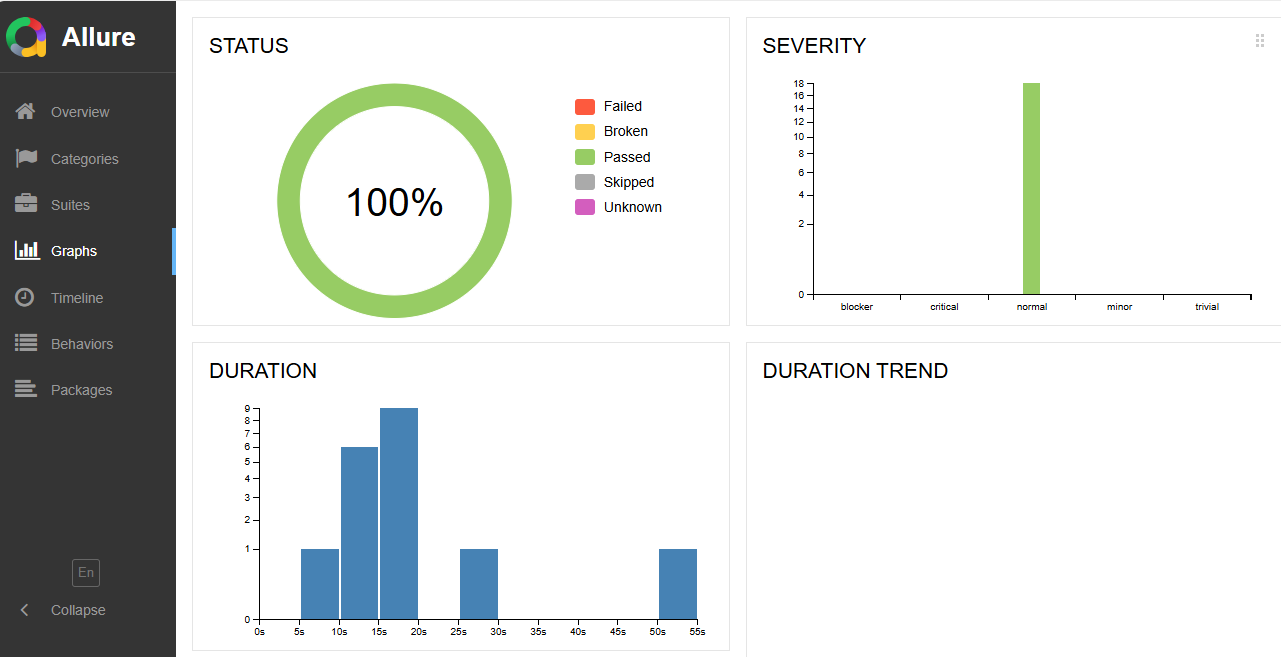 Allure
Overview
Categories
Suites
Graphs
Timeline
Behaviors
Packages
En
Collapse
STATUS
100%
Failed
Broken
Passed
Skipped
Unknown
SEVERITY
18
16
14
12
10
8
6
4
2
0
blocker critical normal minor trivial
DURATION
9
8
7
6
5
4
3
2
1
0
0s 5s 10s 15s 20s 25s 30s 35s 40s 45s 50s 55s
DURATION TREND